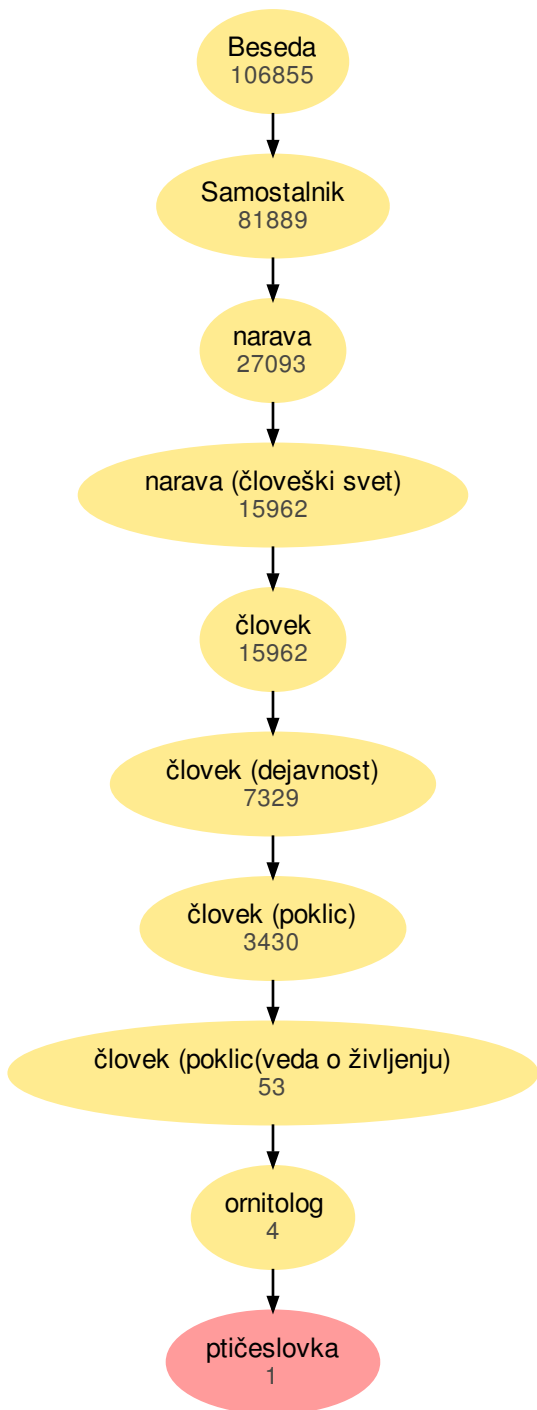 Beseda
106855
Samostalnik
81889
narava
27093
narava (človeški svet)
15962
človek
15962
človek (dejavnost)
7329
človek (poklic)
3430
človek (poklic(veda o življenju)
53
ornitolog
4
ptičeslovka
1